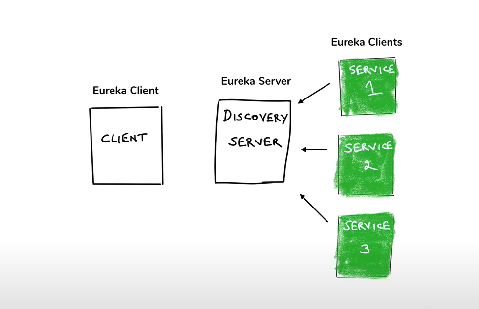 Eureka Clients
Eureka Client
Eureka Server
CLIENT
DISCOVERY
SERVER
SERVICE
1
SERVICE
2
SERVICE
3